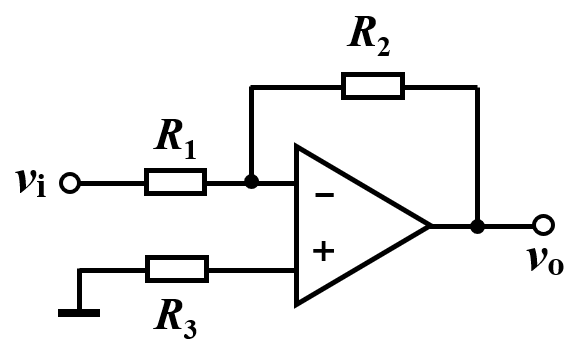 R₂
R₁
vᵢ
−
+
vₒ
R₃